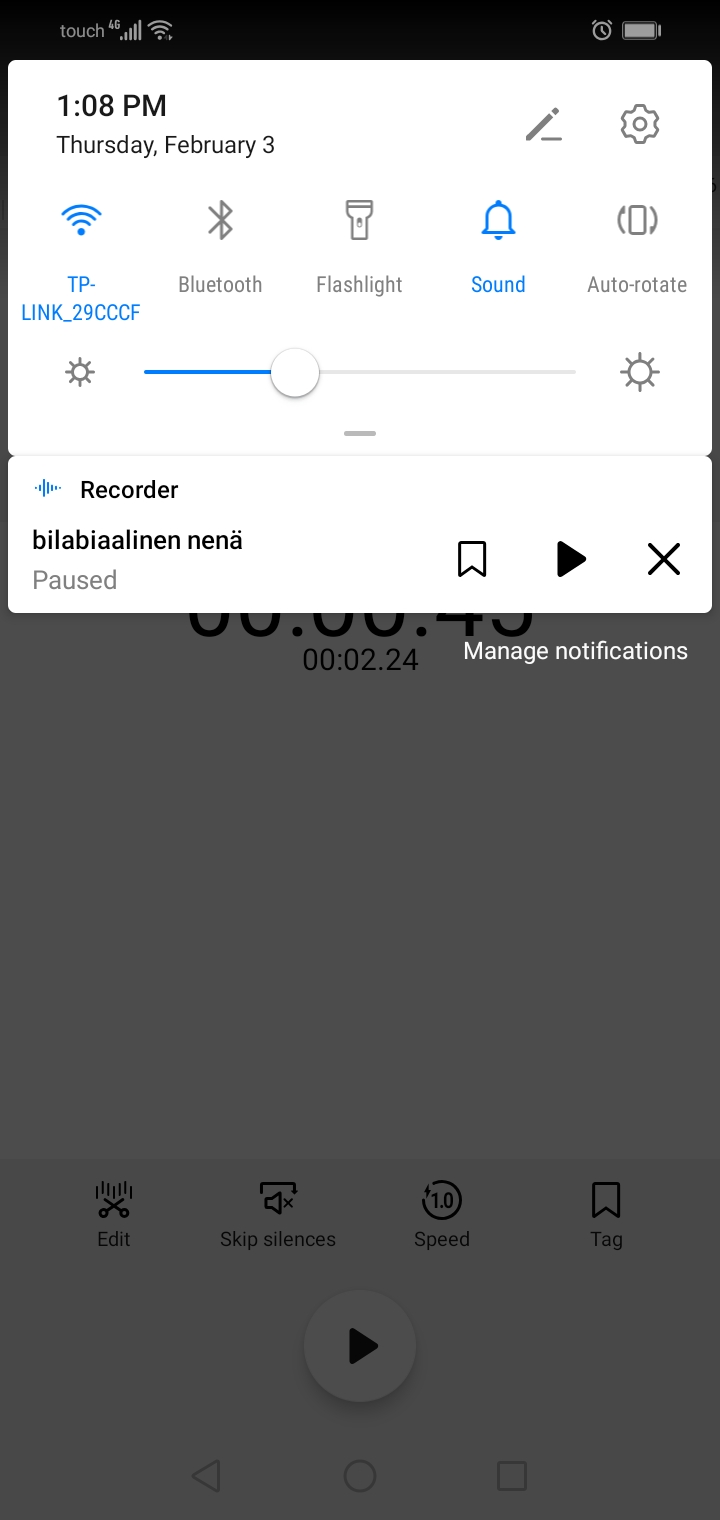 touch 4G
1:08 PM
Thursday, February 3
TP-
LINK_29CCCF
Bluetooth
Flashlight
Sound
Auto-rotate
Recorder
bilabiaalinen nenä
Paused
00:02.24
Manage notifications
1.0
Edit
Skip silences
Speed
Tag